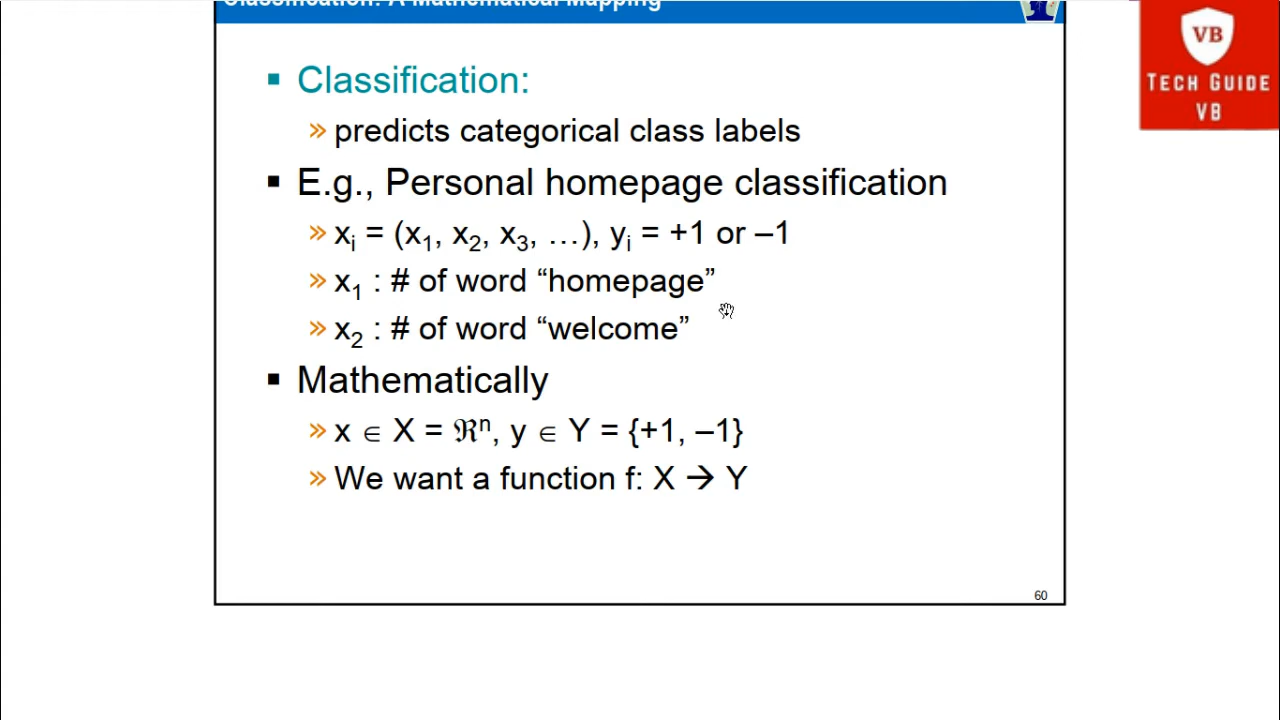 Classification: A Mathematical Mapping
VB
TECH GUIDE
VB
▪ Classification:
» predicts categorical class labels
▪ E.g., Personal homepage classification
» xi = (x1, x2, x3, …), yi = +1 or –1
» x1 : # of word “homepage”
» x2 : # of word “welcome”
▪ Mathematically
» x ∈ X = ℜn, y ∈ Y = {+1, –1}
» We want a function f: X → Y
60